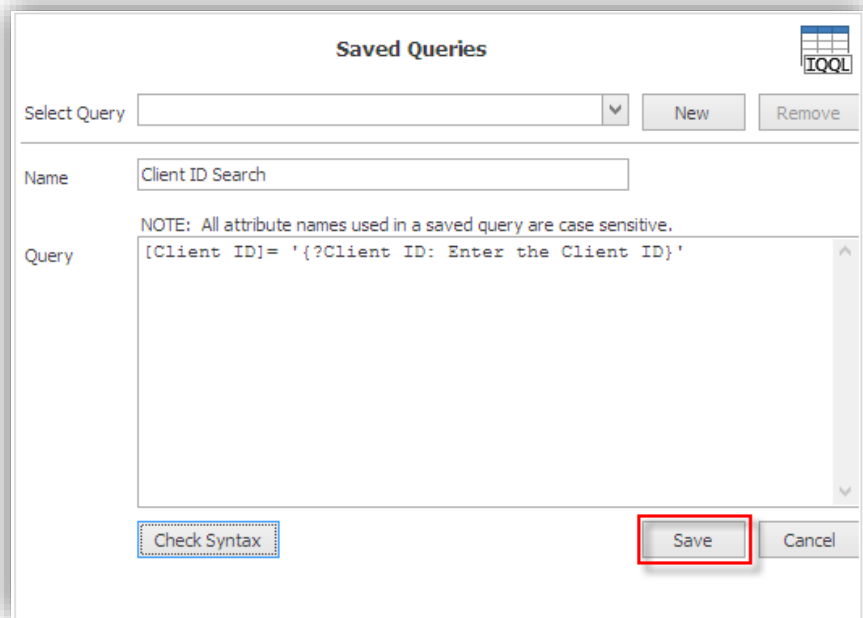 Saved Queries
IQQL
Select Query
New
Remove
Name
Client ID Search
NOTE: All attribute names used in a saved query are case sensitive.
Query
[Client ID]= '{?Client ID: Enter the Client ID}'
Check Syntax
Save
Cancel